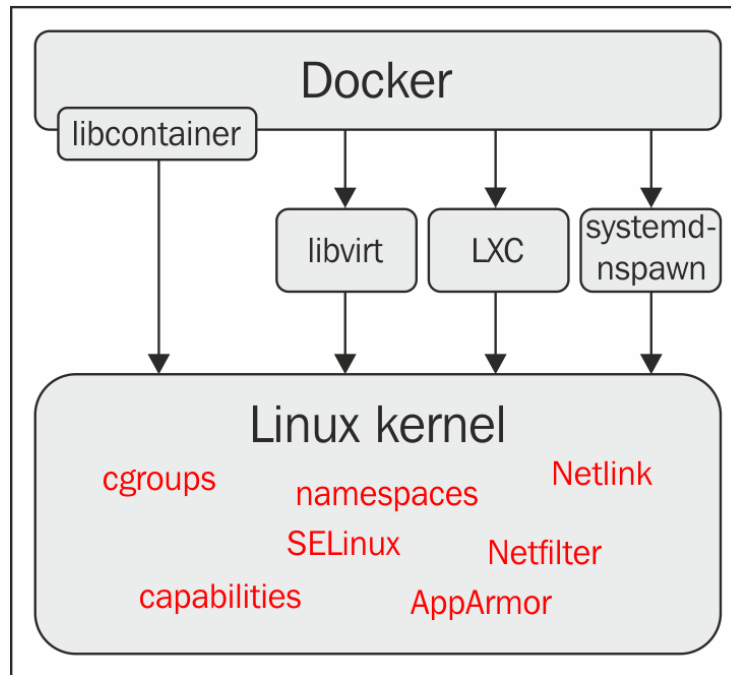 Docker
libcontainer
libvirt
LXC
systemd-
nspawn
Linux kernel
cgroups
namespaces
Netlink
SELinux
Netfilter
capabilities
AppArmor